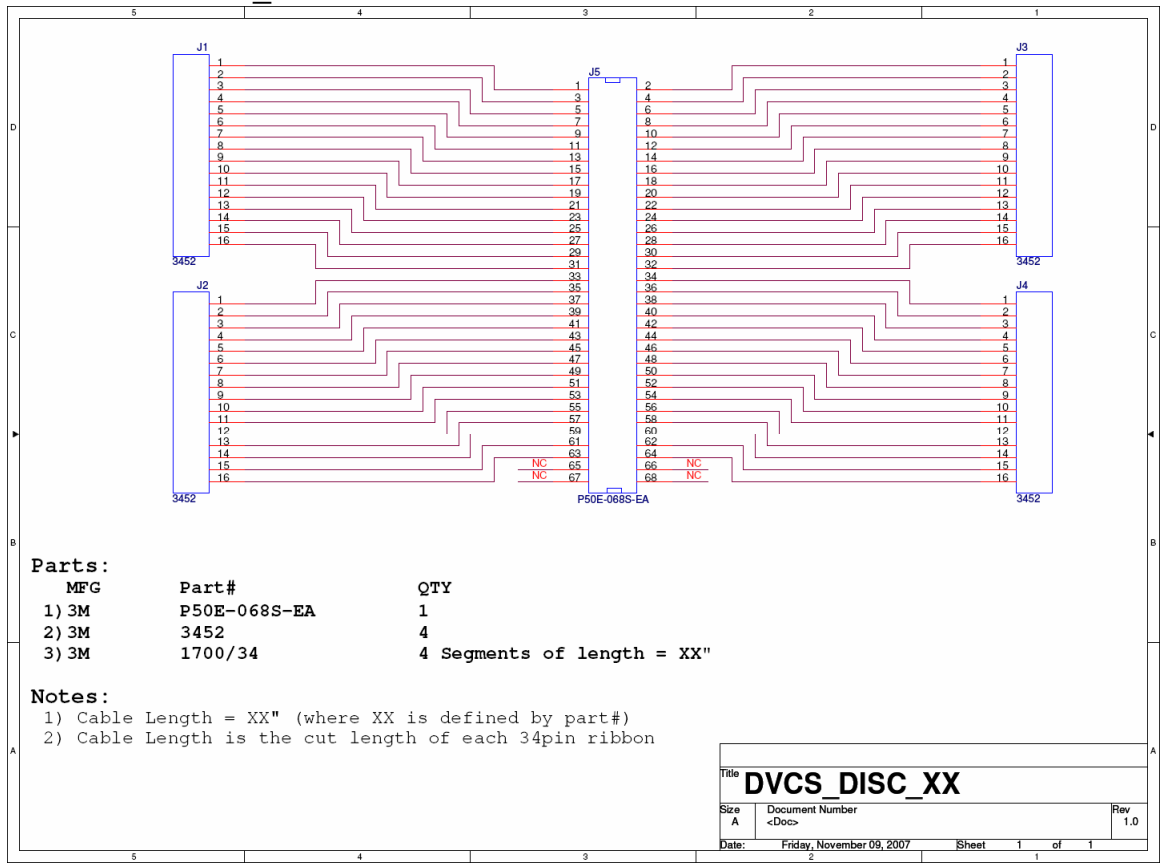 5 4 3 2 1
J1 J3
J5
1 1
2 2
3 1 2 3
4 3 4 4
5 5 6 5
6 7 8 6
7 9 10 7
8 11 12 8
9 13 14 9
10 15 16 10
11 17 18 11
12 19 20 12
13 21 22 13
14 23 24 14
15 25 26 15
16 27 28 16
29 30
3452 31 32 3452
33 34
J2 35 36 J4
1 37 38 1
2 39 40 2
3 41 42 3
4 43 44 4
5 45 46 5
6 47 48 6
7 49 50 7
8 51 52 8
9 53 54 9
10 55 56 10
11 57 58 11
12 59 60 12
13 61 62 13
14 63 64 14
15 NC 65 66 NC 15
16 NC 67 68 NC 16
3452 P50E-068S-EA 3452
D D
C C
B B
A A
Parts:
MFG Part# QTY
1) 3M P50E-068S-EA 1
2) 3M 3452 4
3) 3M 1700/34 4 Segments of length = XX"
Notes:
1) Cable Length = XX" (where XX is defined by part#)
2) Cable Length is the cut length of each 34pin ribbon
Title DVCS_DISC_XX
Size Document Number Rev
A <Doc> 1.0
Date: Friday, November 09, 2007 Sheet 1 of 1
5 4 3 2 1